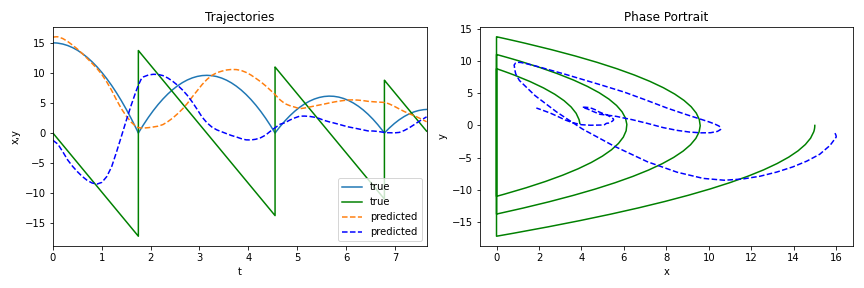 Trajectories
x,y
15
10
5
0
−5
−10
−15
0 1 2 3 4 5 6 7
t
true
true
predicted
predicted
Phase Portrait
y
15
10
5
0
−5
−10
−15
0 2 4 6 8 10 12 14 16
x